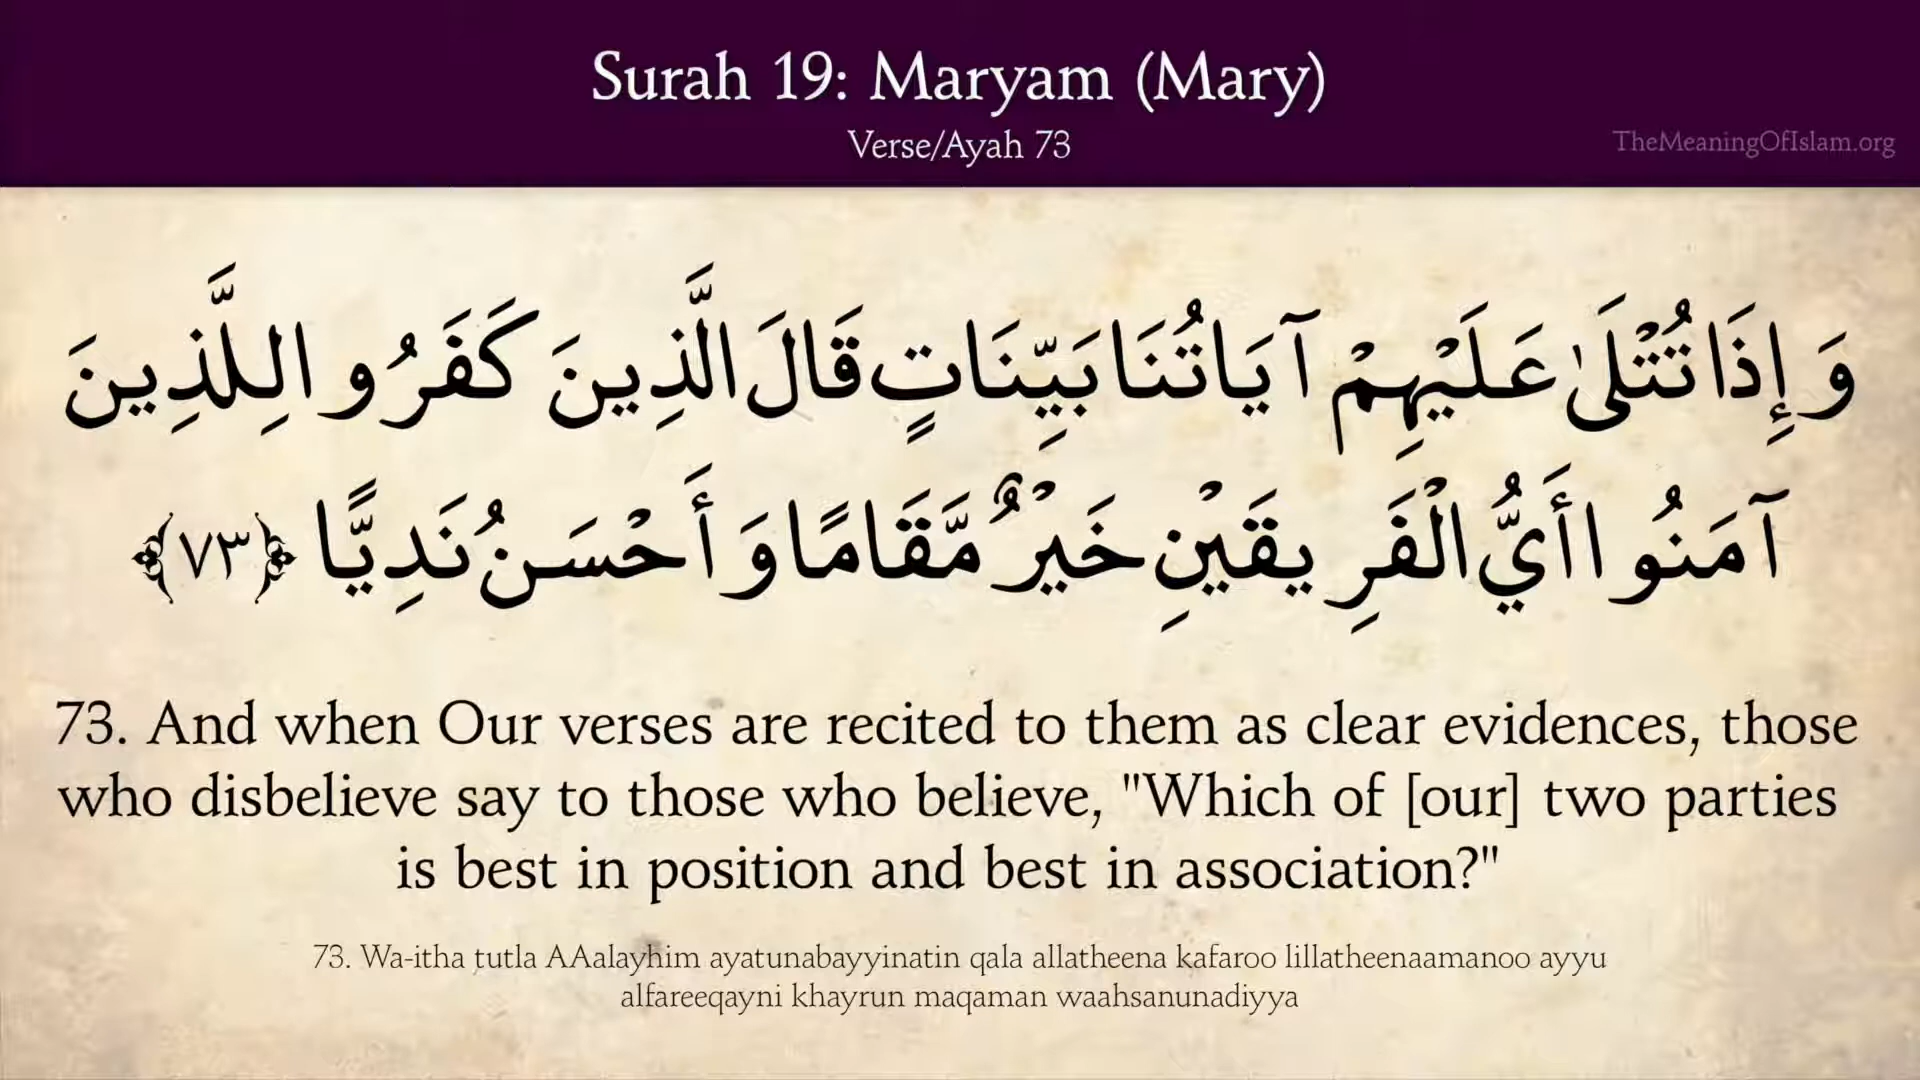 Surah 19: Maryam (Mary)
Verse/Ayah 73
TheMeaningOfIslam.org
وَإِذَا تُتْلَىٰ عَلَيْهِمْ آيَاتُنَا بَيِّنَاتٍ قَالَ الَّذِينَ كَفَرُوا لِلَّذِينَ
آمَنُوا أَيُّ الْفَرِيقَيْنِ خَيْرٌ مَّقَامًا وَأَحْسَنُ نَدِيًّا ﴿٧٣﴾
73. And when Our verses are recited to them as clear evidences, those
who disbelieve say to those who believe, "Which of [our] two parties
is best in position and best in association?"
73. Wa-itha tutla AAalayhim ayatunabayyinatin qala allatheena kafaroo lillatheenaamanoo ayyu
alfareeqayni khayrun maqaman waahsanunadiyya